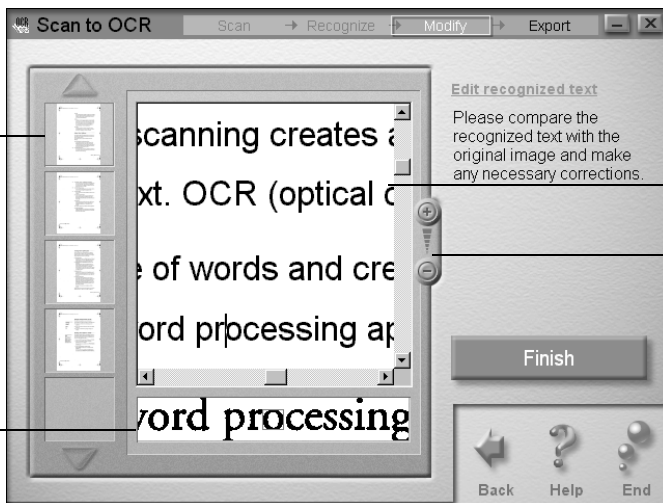 OCR
Scan to OCR
Scan → Recognize → Modify → Export
Edit recognized text
Please compare the
recognized text with the
original image and make
any necessary corrections.
scanning creates a
xt. OCR (optical c
e of words and cre
ord processing ap
word processing
Finish
Back Help End